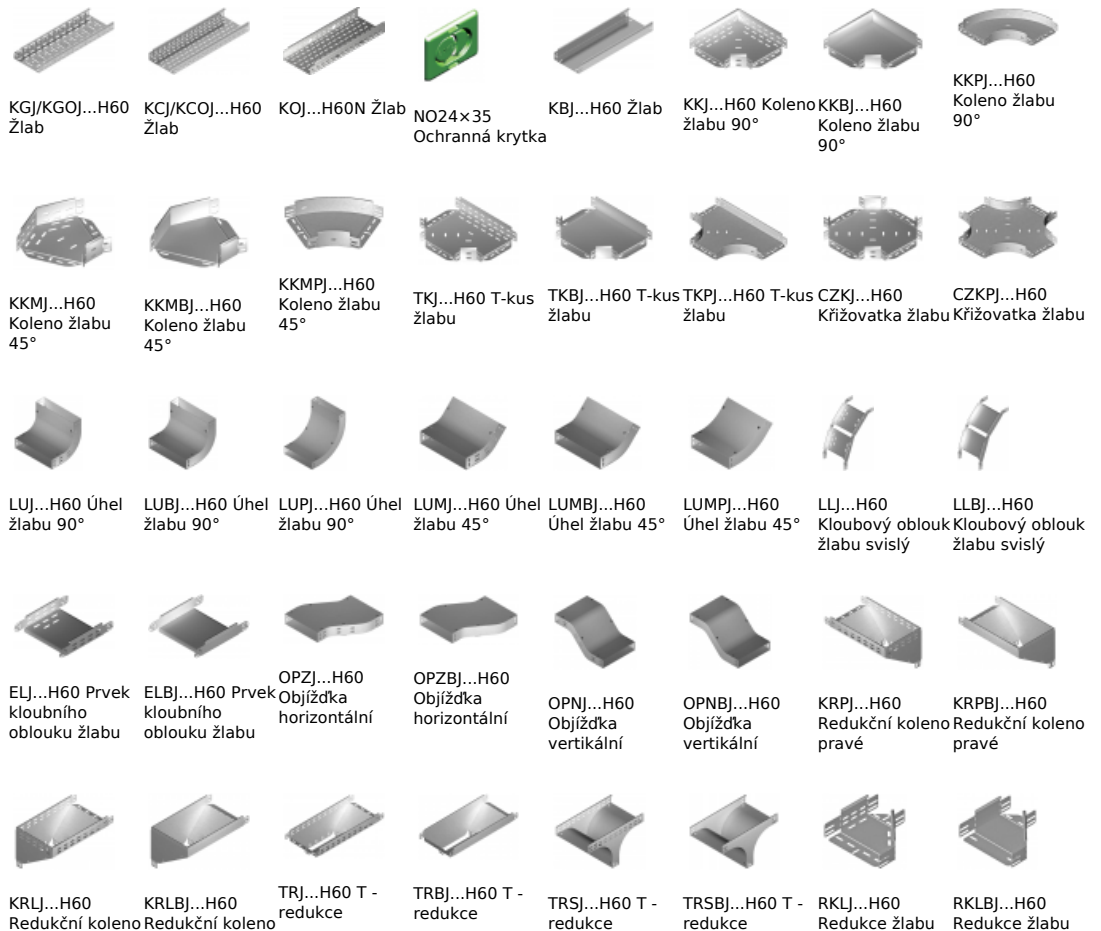 KGJ/KGOJ...H60
Žlab
KCJ/KCOJ...H60
Žlab
KOJ...H60N Žlab
NO24×35
Ochranná krytka
KBJ...H60 Žlab
KKJ...H60 Koleno
žlabu 90°
KKBJ...H60
Koleno žlabu
90°
KKPJ...H60
Koleno žlabu
90°
KKMJ...H60
Koleno žlabu
45°
KKMBJ...H60
Koleno žlabu
45°
KKMPJ...H60
Koleno žlabu
45°
TKJ...H60 T-kus
žlabu
TKBJ...H60 T-kus
žlabu
TKPJ...H60 T-kus
žlabu
CZKJ...H60
Křižovatka žlabu
CZKPJ...H60
Křižovatka žlabu
LUJ...H60 Úhel
žlabu 90°
LUBJ...H60 Úhel
žlabu 90°
LUPJ...H60 Úhel
žlabu 90°
LUMJ...H60 Úhel
žlabu 45°
LUMBJ...H60
Úhel žlabu 45°
LUMPJ...H60
Úhel žlabu 45°
LLJ...H60
Kloubový oblouk
žlabu svislý
LLBJ...H60
Kloubový oblouk
žlabu svislý
ELJ...H60 Prvek
kloubního
oblouku žlabu
ELBJ...H60 Prvek
kloubního
oblouku žlabu
OPZJ...H60
Objížďka
horizontální
OPZBJ...H60
Objížďka
horizontální
OPNJ...H60
Objížďka
vertikální
OPNBJ...H60
Objížďka
vertikální
KRPJ...H60
Redukční koleno
pravé
KRPBJ...H60
Redukční koleno
pravé
KRLJ...H60
Redukční koleno
KRLBJ...H60
Redukční koleno
TRJ...H60 T -
redukce
TRBJ...H60 T -
redukce
TRSJ...H60 T -
redukce
TRSBJ...H60 T -
redukce
RKLJ...H60
Redukce žlabu
RKLBJ...H60
Redukce žlabu